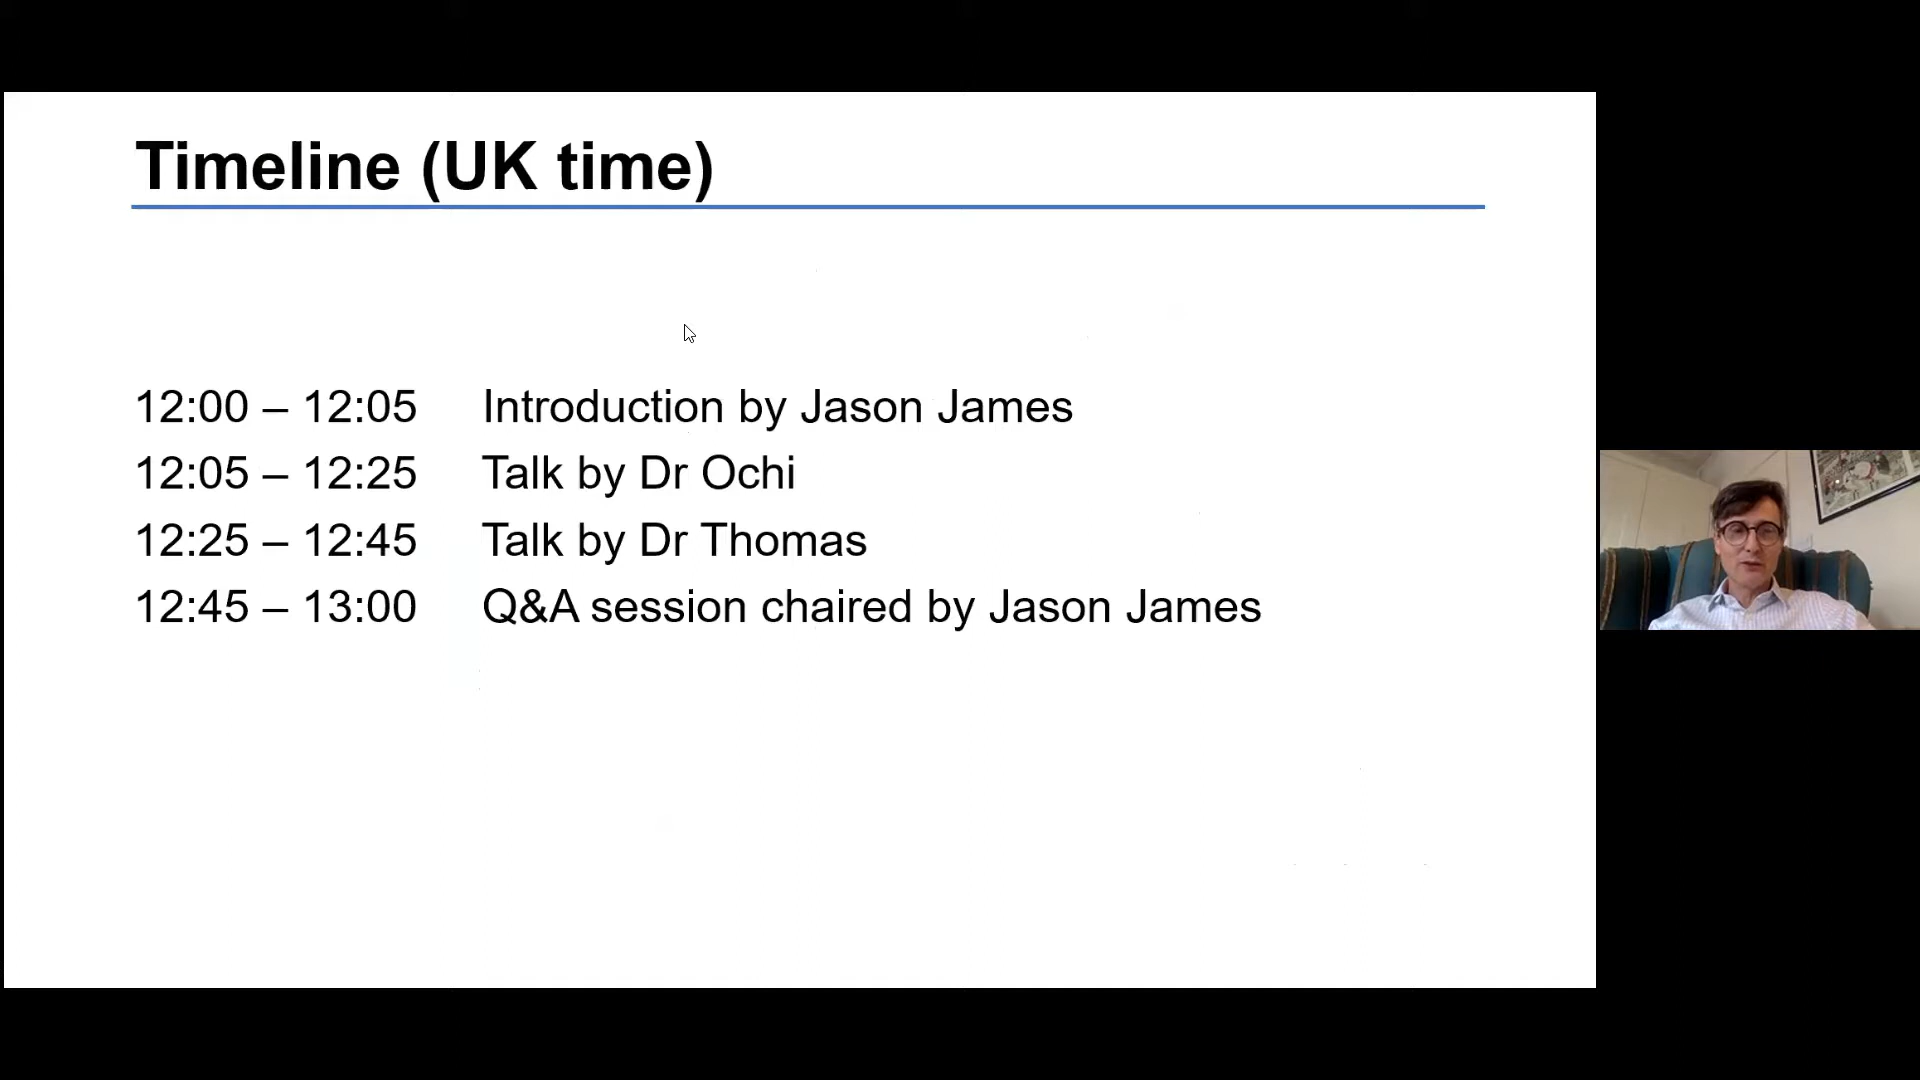 Timeline (UK time)
12:00 – 12:05 Introduction by Jason James
12:05 – 12:25 Talk by Dr Ochi
12:25 – 12:45 Talk by Dr Thomas
12:45 – 13:00 Q&A session chaired by Jason James